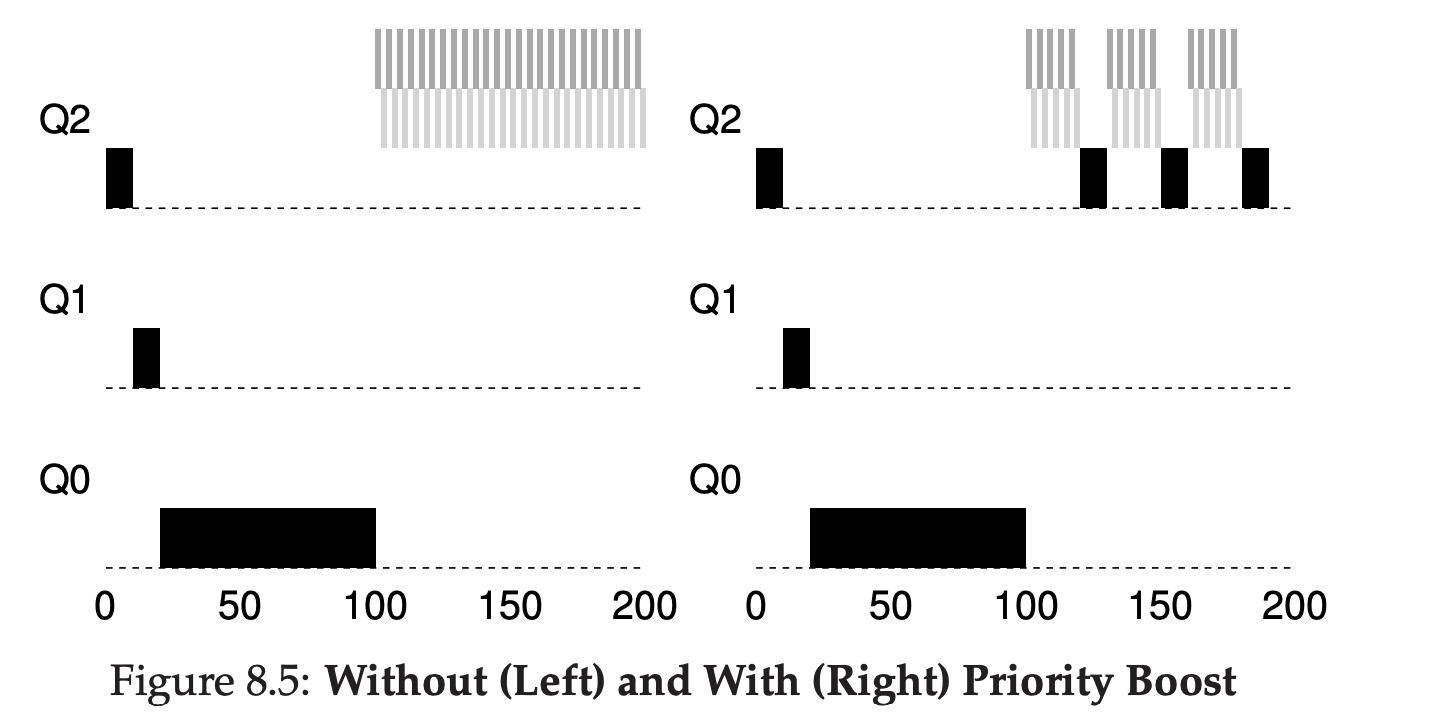 Q2 Q2
Q1 Q1
Q0 Q0
0 50 100 150 200 0 50 100 150 200
Figure 8.5: Without (Left) and With (Right) Priority Boost